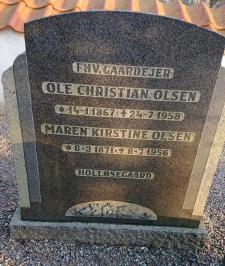 FHV. GAARDEJER
OLE CHRISTIAN OLSEN
*14-1 1867-†24-7 1958
MAREN KIRSTINE OLSEN
*8-3 1871-†8-7 1956
HOLLØSEGAARD